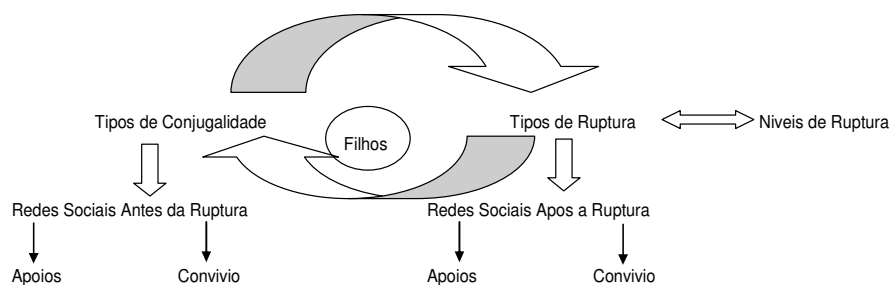 Tipos de Conjugalidade
Filhos
Tipos de Ruptura
Niveis de Ruptura
Redes Sociais Antes da Ruptura
Redes Sociais Apos a Ruptura
Apoios
Convivio
Apoios
Convivio